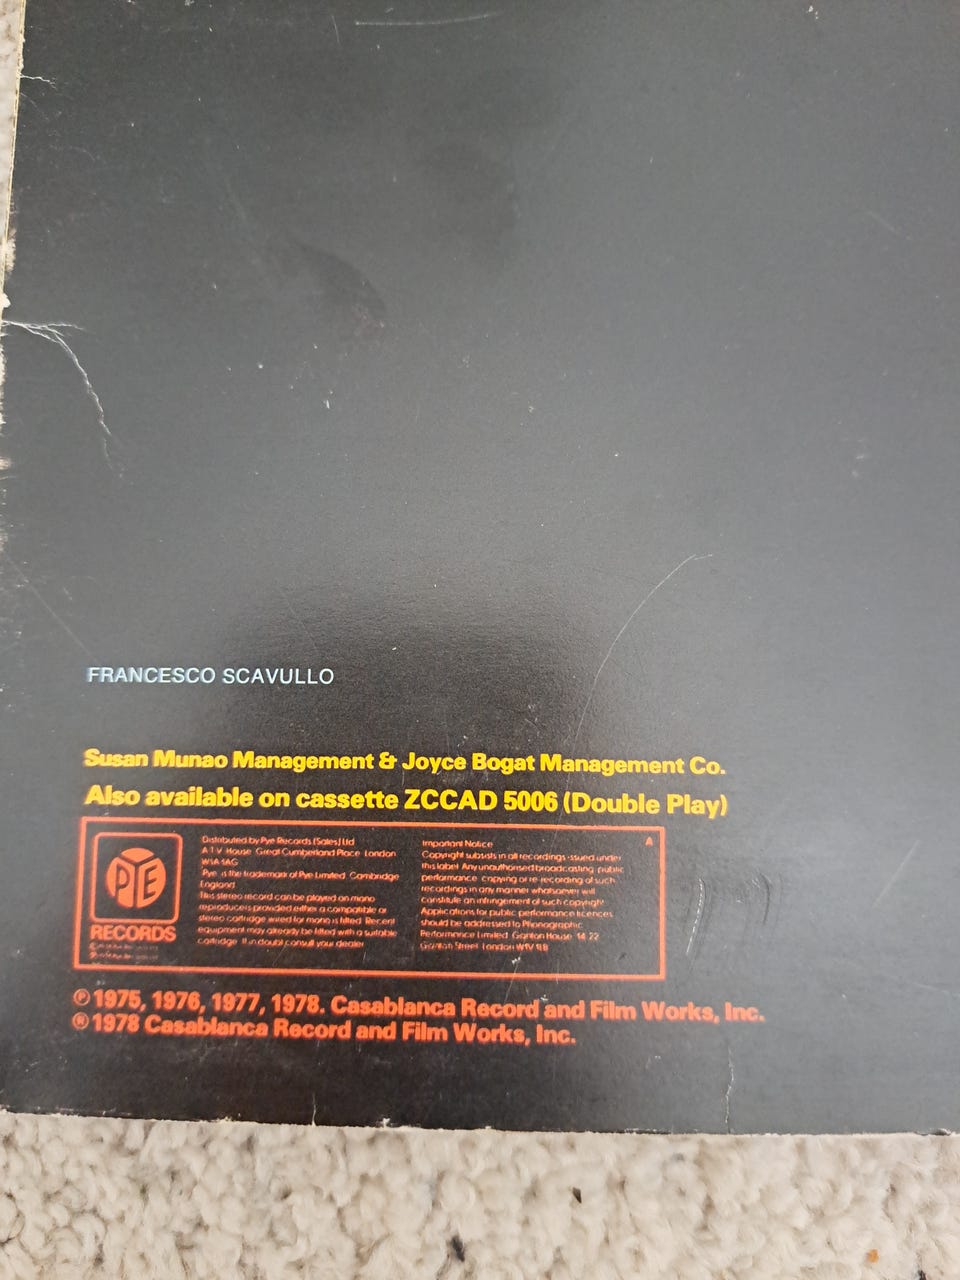 FRANCESCO SCAVULLO
Susan Munao Management & Joyce Bogat Management Co.
Also available on cassette ZCCAD 5006 (Double Play)
PYE
RECORDS
Distributed by Pye Records (Sales) Ltd
A T V House Great Cumberland Place London
W1A 1AG
Pye is the trademark of Pye Limited Cambridge
England
This stereo record can be played on mono
reproducers provided either a compatible or
stereo cartridge wired for mono is fitted Recent
equipment may already be fitted with a suitable
cartridge If in doubt consult your dealer
Important Notice
A
Copyright subsists in all recordings issued under
this label Any unauthorised broadcasting public
performance copying or re-recording of such
recordings in any manner whatsoever will
constitute an infringement of such copyright
Applications for public performance licences
should be addressed to Phonographic
Performance Limited Ganton House 14 22
Ganton Street London W1V 1LB
℗ 1975, 1976, 1977, 1978. Casablanca Record and Film Works, Inc.
® 1978 Casablanca Record and Film Works, Inc.